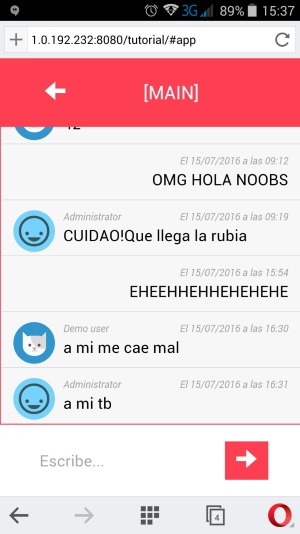 3G 89% 15:37
1.0.192.232:8080/tutorial/#app
[MAIN]
El 15/07/2016 a las 09:12
OMG HOLA NOOBS
Administrator El 15/07/2016 a las 09:19
CUIDAO!Que llega la rubia
El 15/07/2016 a las 15:54
EHEEHHEHHEHEHEHE
Demo user El 15/07/2016 a las 16:30
a mi me cae mal
Administrator El 15/07/2016 a las 16:31
a mi tb
Escribe...
4